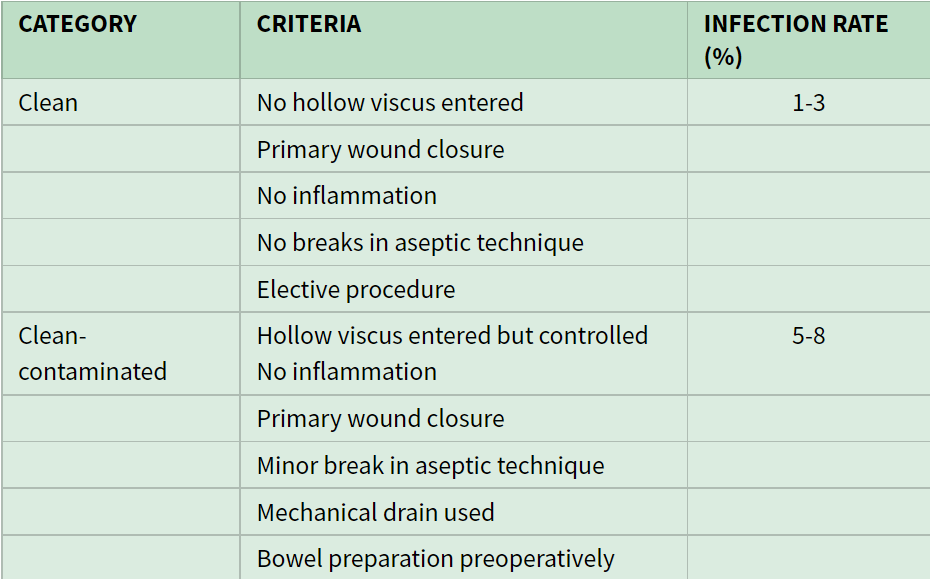 CATEGORY CRITERIA INFECTION RATE
(%)
Clean No hollow viscus entered 1-3
Primary wound closure
No inflammation
No breaks in aseptic technique
Elective procedure
Clean- Hollow viscus entered but controlled 5-8
contaminated No inflammation
Primary wound closure
Minor break in aseptic technique
Mechanical drain used
Bowel preparation preoperatively